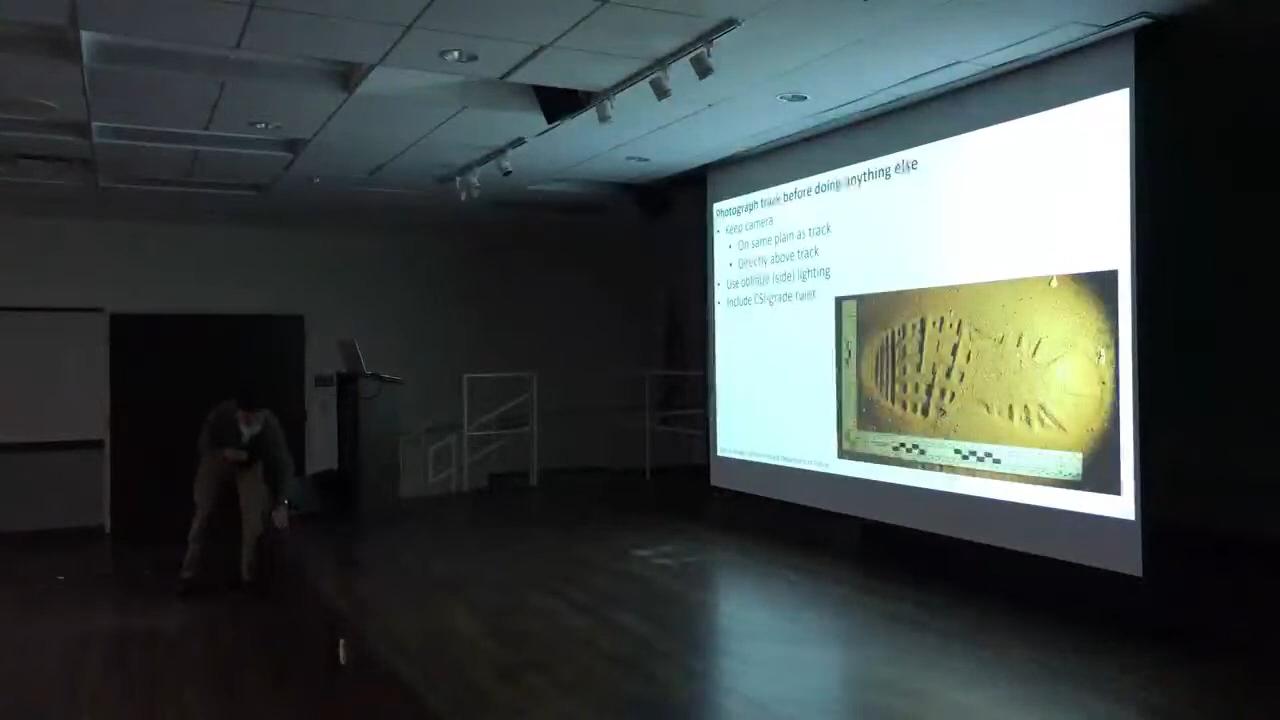 Photograph track before doing anything else
• Keep camera
• On same plain as track
• Directly above track
• Use oblique (side) lighting
• Include CSI-grade ruler